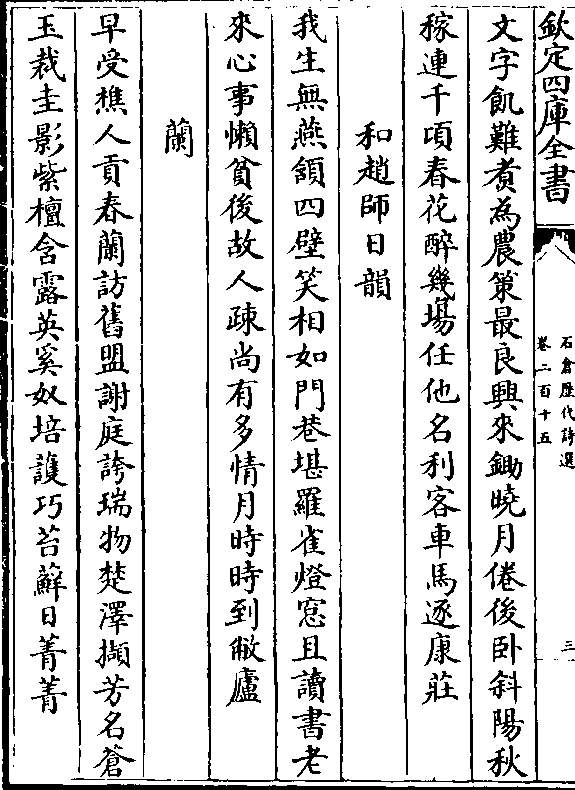 欽定四庫全書
石倉歷代詩選
卷二百十五
三
文字飢難煑為農策最良興來鋤曉月倦後卧斜陽秋
稼連千頃春花醉幾場任他名利客車馬逐康莊
和趙師日韻
我生無燕頷四壁笑相如門巷堪羅雀燈窓且讀書老
來心事懶貧後故人疎尚有多情月時時到敝廬
蘭
早受樵人貢春蘭訪舊盟謝庭誇瑞物楚澤擷芳名蒼
玉裁圭影紫檀含露英奚奴培護巧苔蘚日菁菁